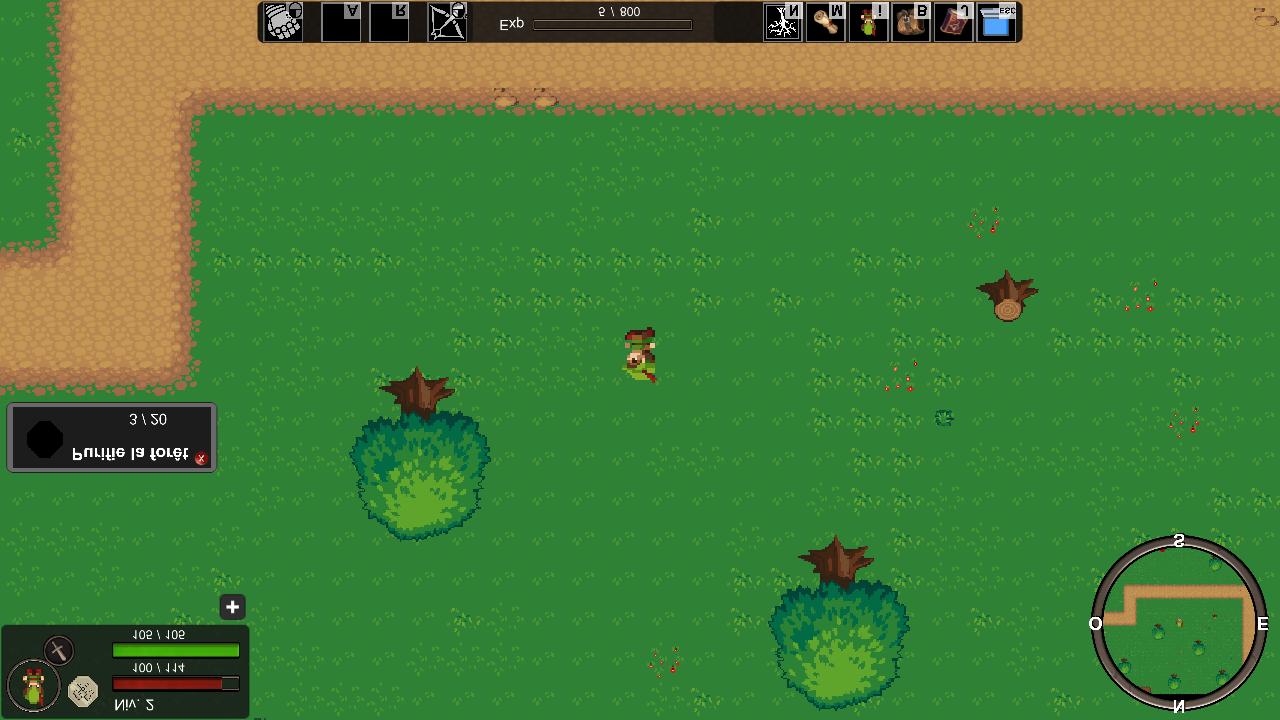 Niv. 2
100 / 114
105 / 105
+
N
O
E
S
Purifie la forêt x
3 / 20
A
R
Exp
5 / 800
N
M
I
B
J
ESC